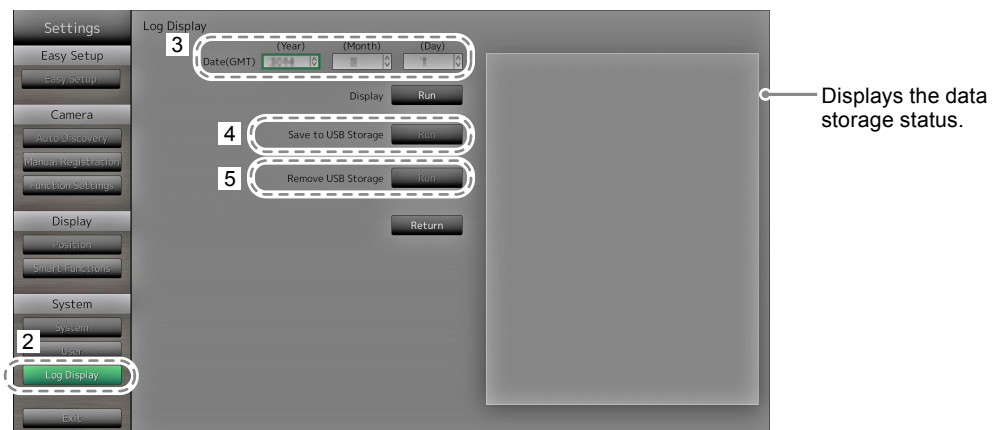 Settings
Easy Setup
Easy Setup
Camera
Auto Discovery
Manual Registration
Function Settings
Display
Position
Smart Functions
System
System
2
User
Log Display
Exit
Log Display
3
(Year) (Month) (Day)
Date(GMT)
Display Run
4 Save to USB Storage Run
5 Remove USB Storage Run
Return
Displays the data
storage status.